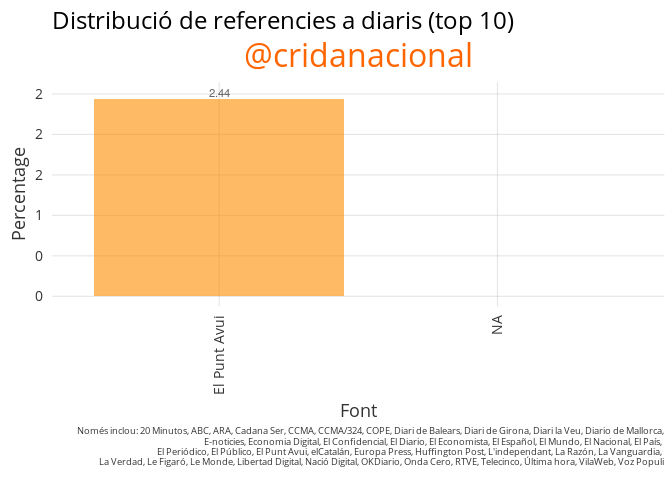 Distribució de referencies a diaris (top 10)
@cridanacional
2.44
2
2
2
1
0
0
Percentage
El Punt Avui
NA
Font
Només inclou: 20 Minutos, ABC, ARA, Cadana Ser, CCMA, CCMA/324, COPE, Diari de Balears, Diari de Girona, Diari la Veu, Diario de Mallorca,
E-noticies, Economia Digital, El Confidencial, El Diario, El Economista, El Español, El Mundo, El Nacional, El País,
El Periódico, El Público, El Punt Avui, elCatalán, Europa Press, Huffington Post, L'independant, La Razón, La Vanguardia,
La Verdad, Le Figaró, Le Monde, Libertad Digital, Nació Digital, OKDiario, Onda Cero, RTVE, Telecinco, Última hora, VilaWeb, Voz Populi